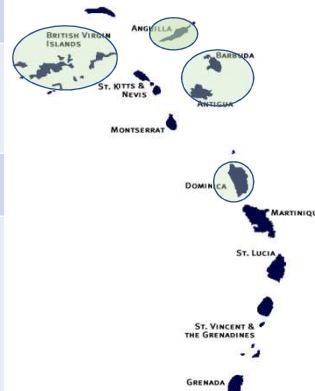 ANGUILLA
BRITISH VIRGIN
ISLANDS
BARBUDA
ST. KITTS &
NEVIS
ANTIGUA
MONTSERRAT
DOMINICA
MARTINIQU
ST. LUCIA
ST. VINCENT &
THE GRENADINES
GRENADA